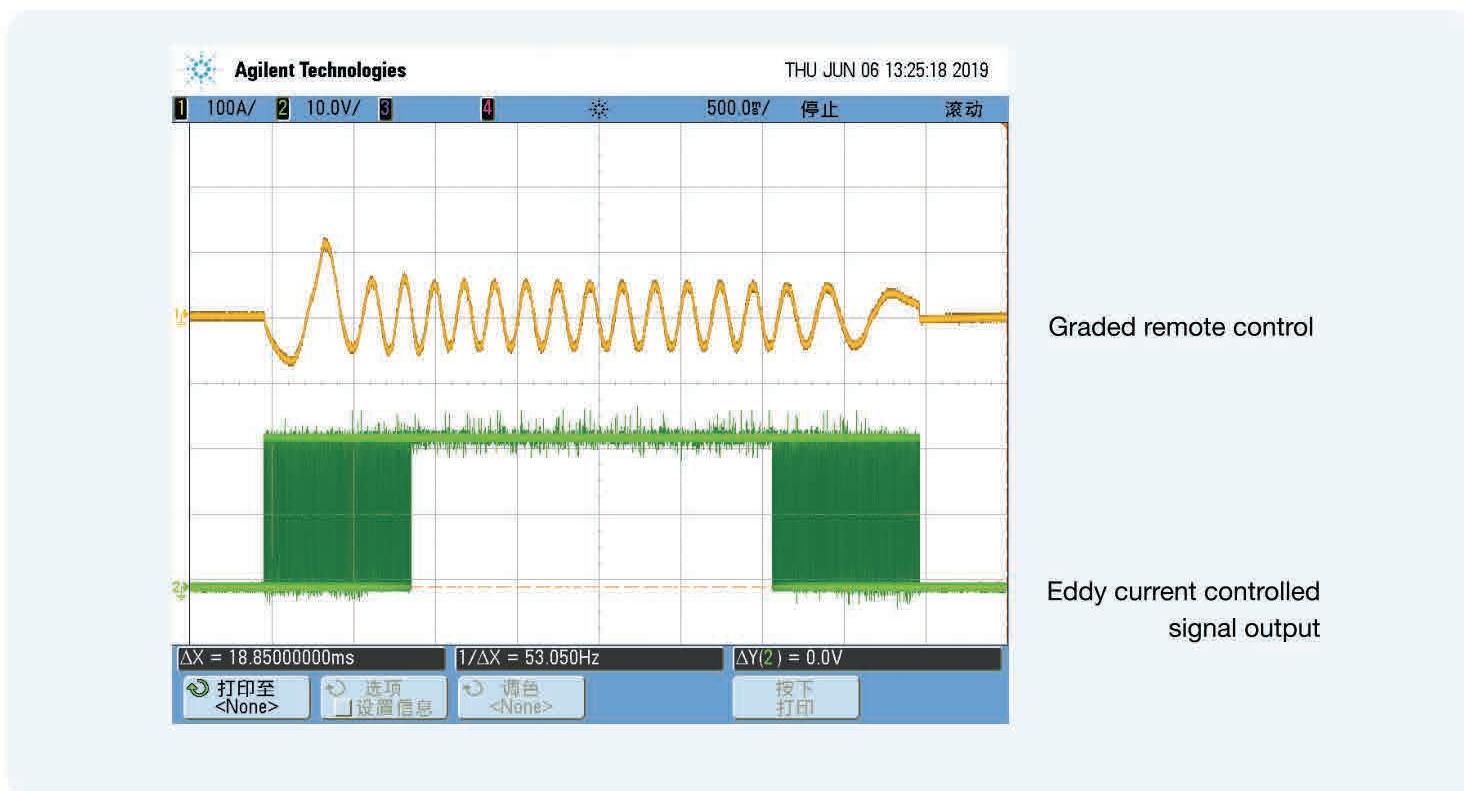 Agilent Technologies
THU JUN 06 13:25:18 2019
1 100A/ 2 10.0V/ 3 4 500.0ms/ 停止 滚动
Graded remote control
Eddy current controlled
signal output
ΔX = 18.85000000ms 1/ΔX = 53.050Hz ΔY(2) = 0.0V
打印至 选项 调色 按下
<None> 设置信息 <None> 打印